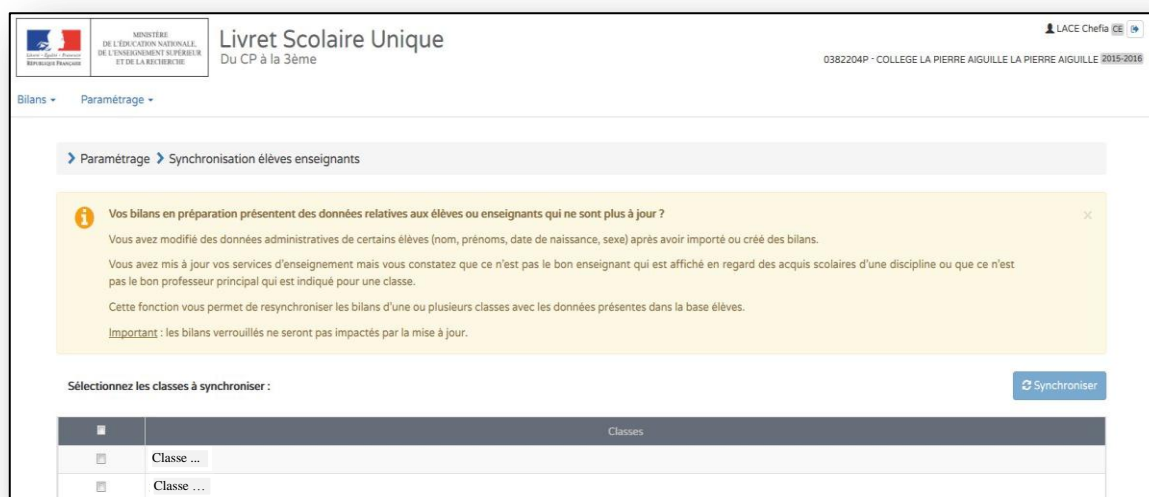 Liberté • Égalité • Fraternité
RÉPUBLIQUE FRANÇAISE
MINISTÈRE
DE L'ÉDUCATION NATIONALE,
DE L'ENSEIGNEMENT SUPÉRIEUR
ET DE LA RECHERCHE
Livret Scolaire Unique
Du CP à la 3ème
LACE Chefia CE
0382204P - COLLEGE LA PIERRE AIGUILLE LA PIERRE AIGUILLE 2015-2016
Bilans
Paramétrage
Paramétrage
Synchronisation élèves enseignants
Vos bilans en préparation présentent des données relatives aux élèves ou enseignants qui ne sont plus à jour ?
Vous avez modifié des données administratives de certains élèves (nom, prénoms, date de naissance, sexe) après avoir importé ou créé des bilans.
Vous avez mis à jour vos services d'enseignement mais vous constatez que ce n'est pas le bon enseignant qui est affiché en regard des acquis scolaires d'une discipline ou que ce n'est
pas le bon professeur principal qui est indiqué pour une classe.
Cette fonction vous permet de resynchroniser les bilans d'une ou plusieurs classes avec les données présentes dans la base élèves.
Important : les bilans verrouillés ne seront pas impactés par la mise à jour.
Sélectionnez les classes à synchroniser :
Synchroniser
Classes
Classe ...
Classe ...